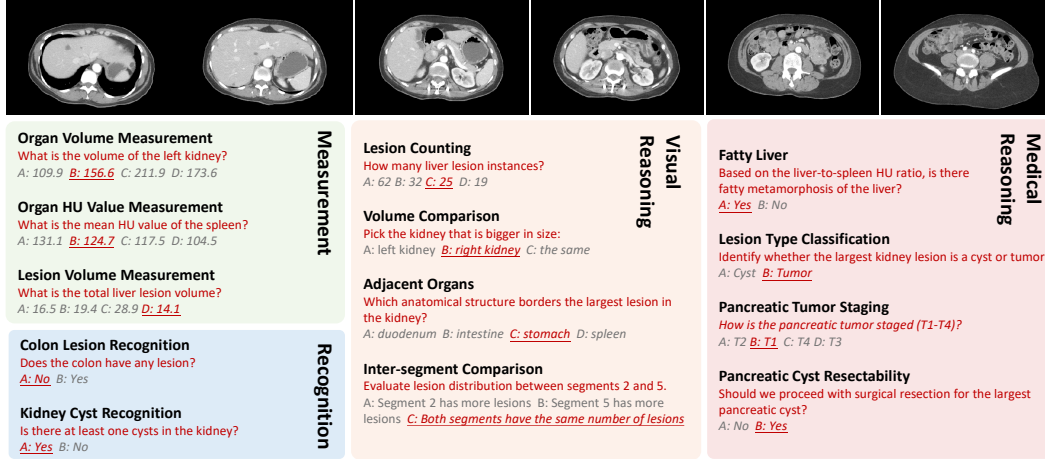 Organ Volume Measurement
What is the volume of the left kidney?
A: 109.9 B: 156.6 C: 211.9 D: 173.6
Organ HU Value Measurement
What is the mean HU value of the spleen?
A: 131.1 B: 124.7 C: 117.5 D: 104.5
Lesion Volume Measurement
What is the total liver lesion volume?
A: 16.5 B: 19.4 C: 28.9 D: 14.1
Measurement
Colon Lesion Recognition
Does the colon have any lesion?
A: No B: Yes
Kidney Cyst Recognition
Is there at least one cysts in the kidney?
A: Yes B: No
Recognition
Lesion Counting
How many liver lesion instances?
A: 62 B: 32 C: 25 D: 19
Volume Comparison
Pick the kidney that is bigger in size:
A: left kidney B: right kidney C: the same
Adjacent Organs
Which anatomical structure borders the largest lesion in
the kidney?
A: duodenum B: intestine C: stomach D: spleen
Inter-segment Comparison
Evaluate lesion distribution between segments 2 and 5.
A: Segment 2 has more lesions B: Segment 5 has more
lesions C: Both segments have the same number of lesions
Visual
Reasoning
Fatty Liver
Based on the liver-to-spleen HU ratio, is there
fatty metamorphosis of the liver?
A: Yes B: No
Lesion Type Classification
Identify whether the largest kidney lesion is a cyst or tumor
A: Cyst B: Tumor
Pancreatic Tumor Staging
How is the pancreatic tumor staged (T1-T4)?
A: T2 B: T1 C: T4 D: T3
Pancreatic Cyst Resectability
Should we proceed with surgical resection for the largest
pancreatic cyst?
A: No B: Yes
Medical
Reasoning